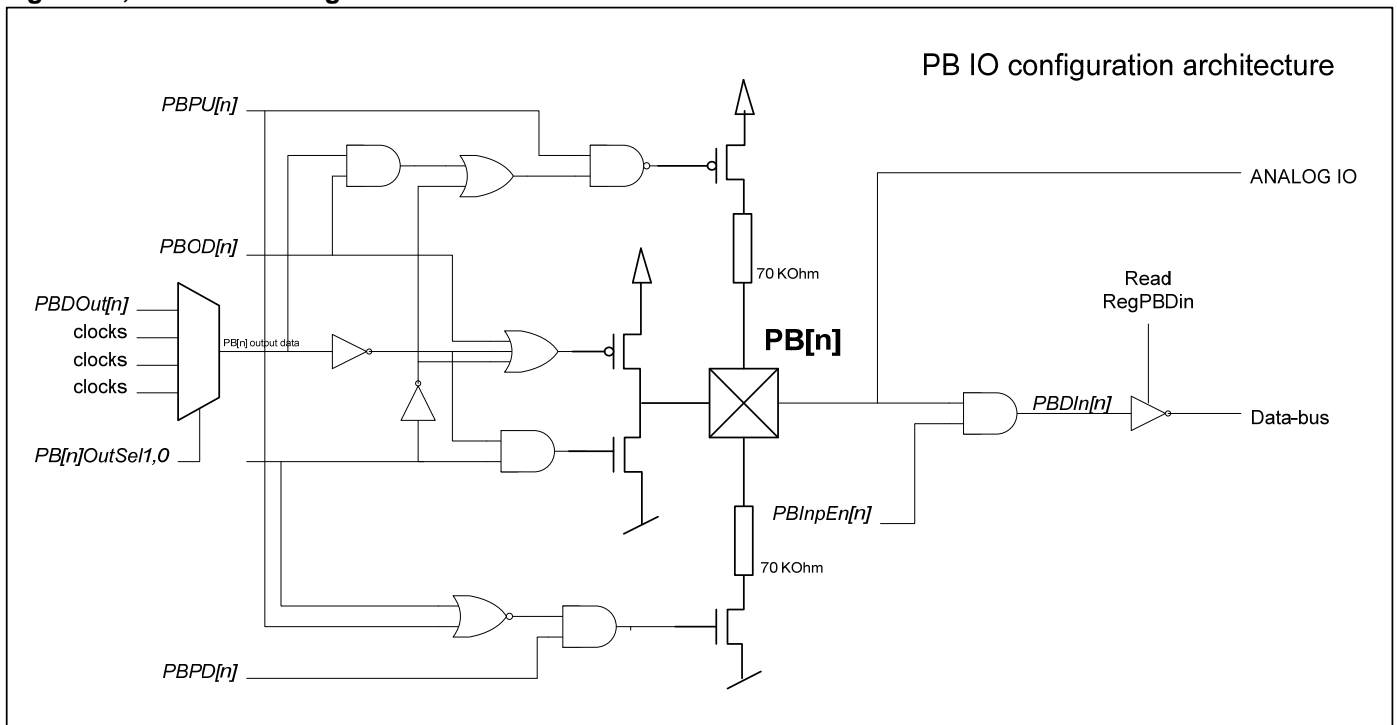 PB IO configuration architecture
PBPU[n]
ANALOG IO
PBOD[n]
70 KOhm
Read
RegPBDin
PBDOut[n]
clocks
clocks
clocks
PB[n] output data
PB[n]
PBDIn[n]
Data-bus
PB[n]OutSel1,0
PBInpEn[n]
70 KOhm
PBPD[n]